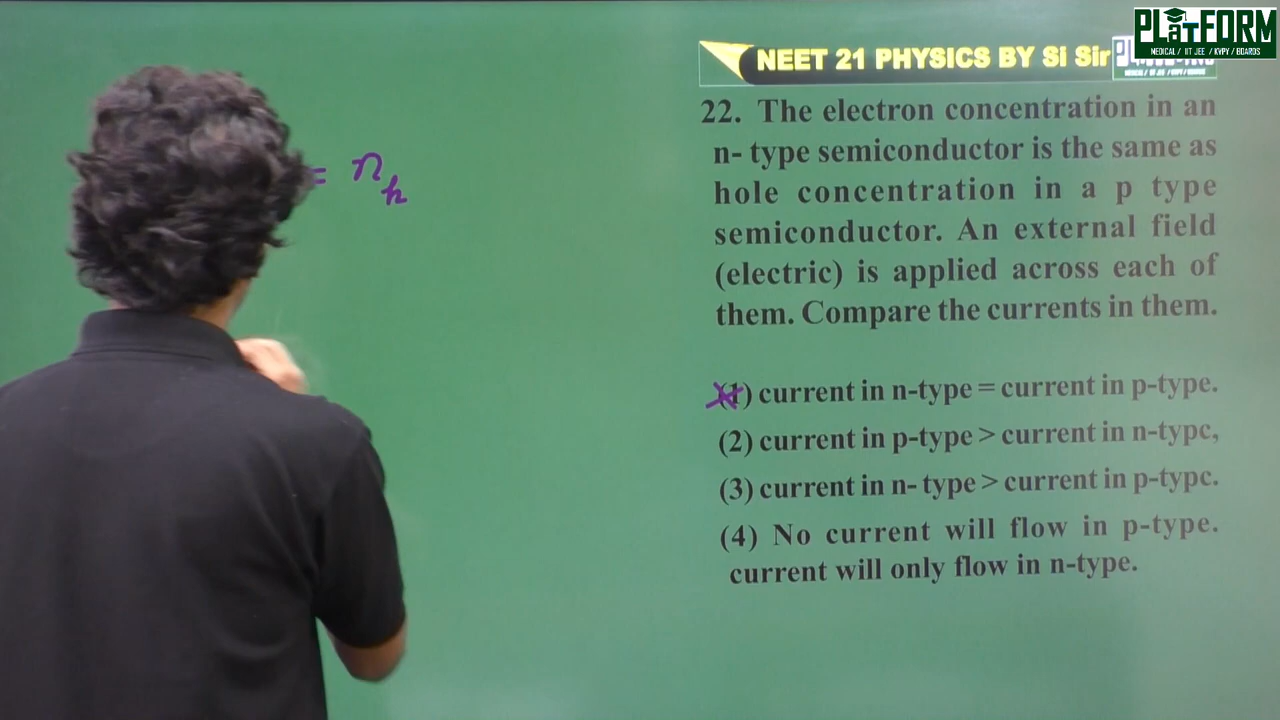 PLATFORM
MEDICAL / IIT JEE / KVPY / BOARDS
NEET 21 PHYSICS BY Si Sir
= n h
22. The electron concentration in an
n- type semiconductor is the same as
hole concentration in a p type
semiconductor. An external field
(electric) is applied across each of
them. Compare the currents in them.
(1) current in n-type = current in p-type.
(2) current in p-type > current in n-typc,
(3) current in n- type > current in p-typc.
(4) No current will flow in p-type.
current will only flow in n-type.